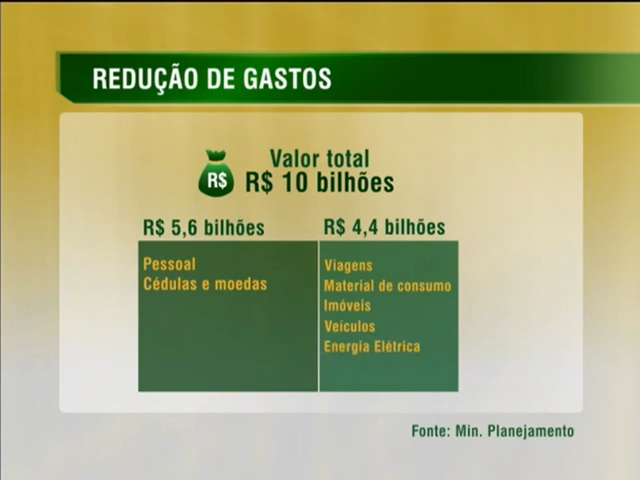 REDUÇÃO DE GASTOS
Valor total
R$
R$ 10 bilhões
R$ 5,6 bilhões
Pessoal
Cédulas e moedas
R$ 4,4 bilhões
Viagens
Material de consumo
Imóveis
Veículos
Energia Elétrica
Fonte: Min. Planejamento